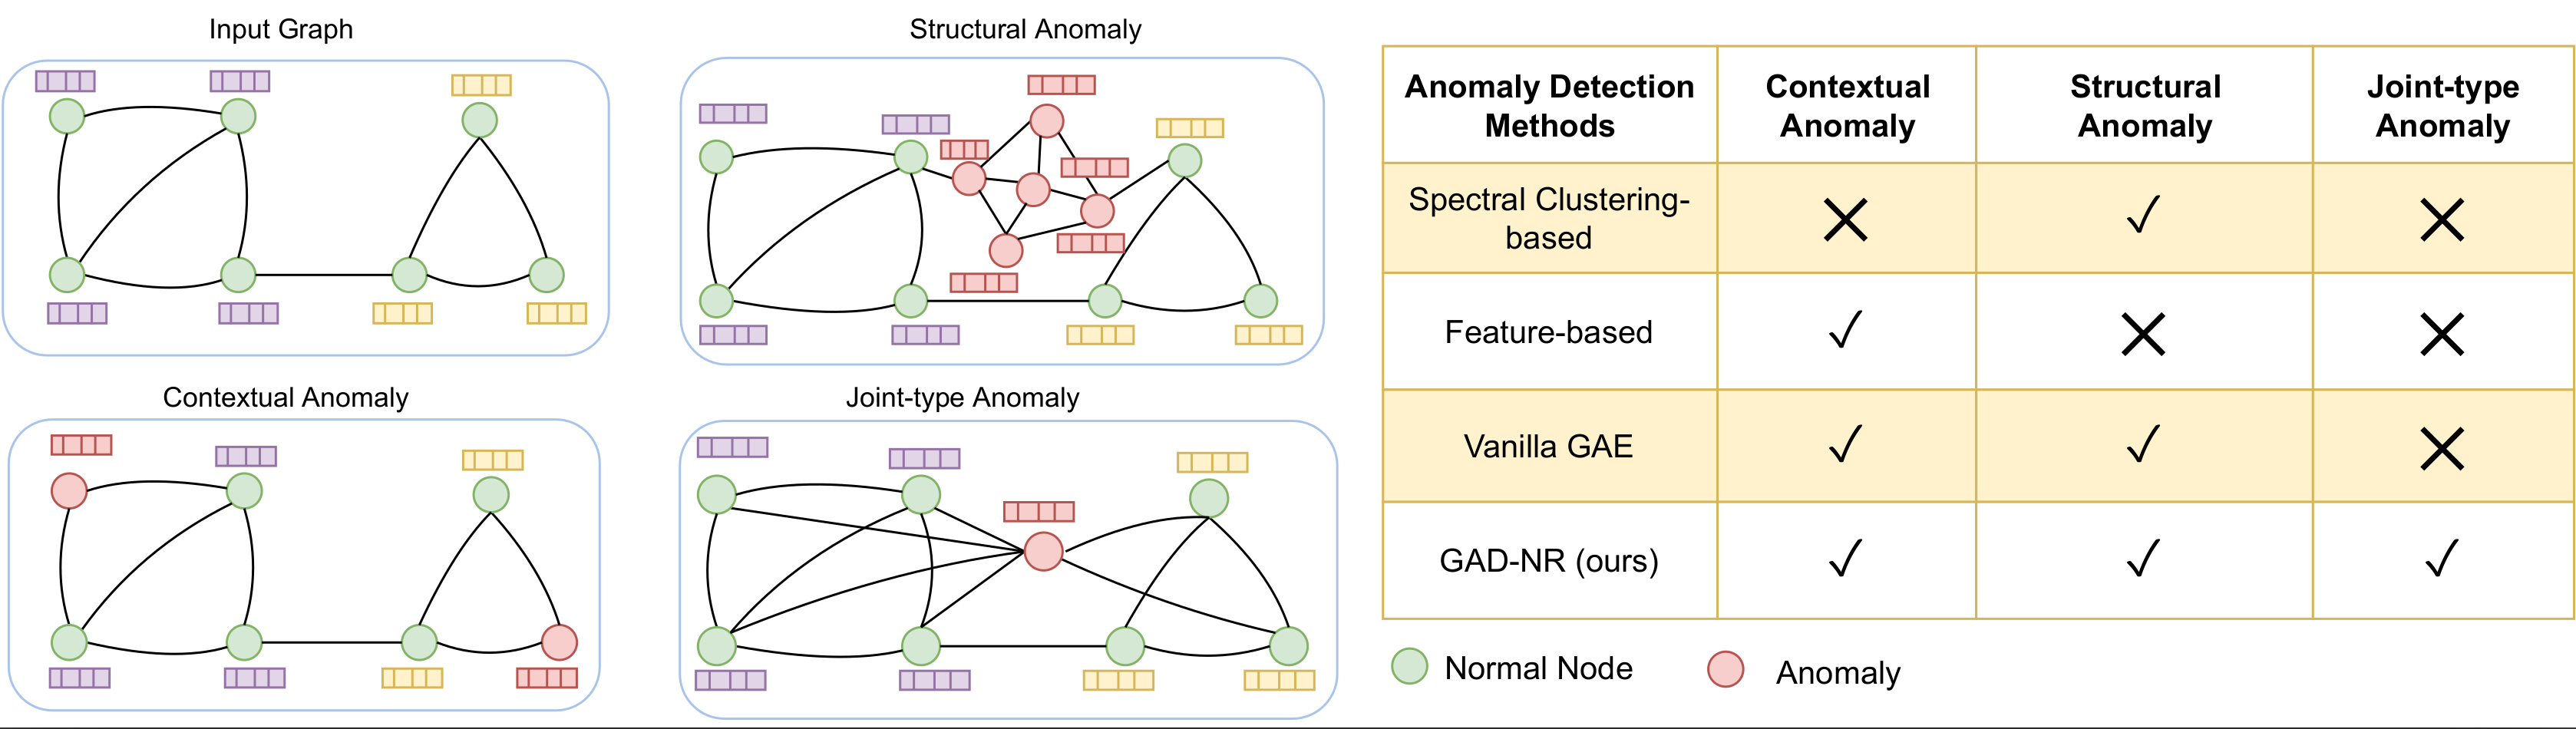 Input Graph
Structural Anomaly
Contextual Anomaly
Joint-type Anomaly
Anomaly Detection
Methods
Contextual
Anomaly
Structural
Anomaly
Joint-type
Anomaly
Spectral Clustering-
based
Feature-based
Vanilla GAE
GAD-NR (ours)
Normal Node
Anomaly